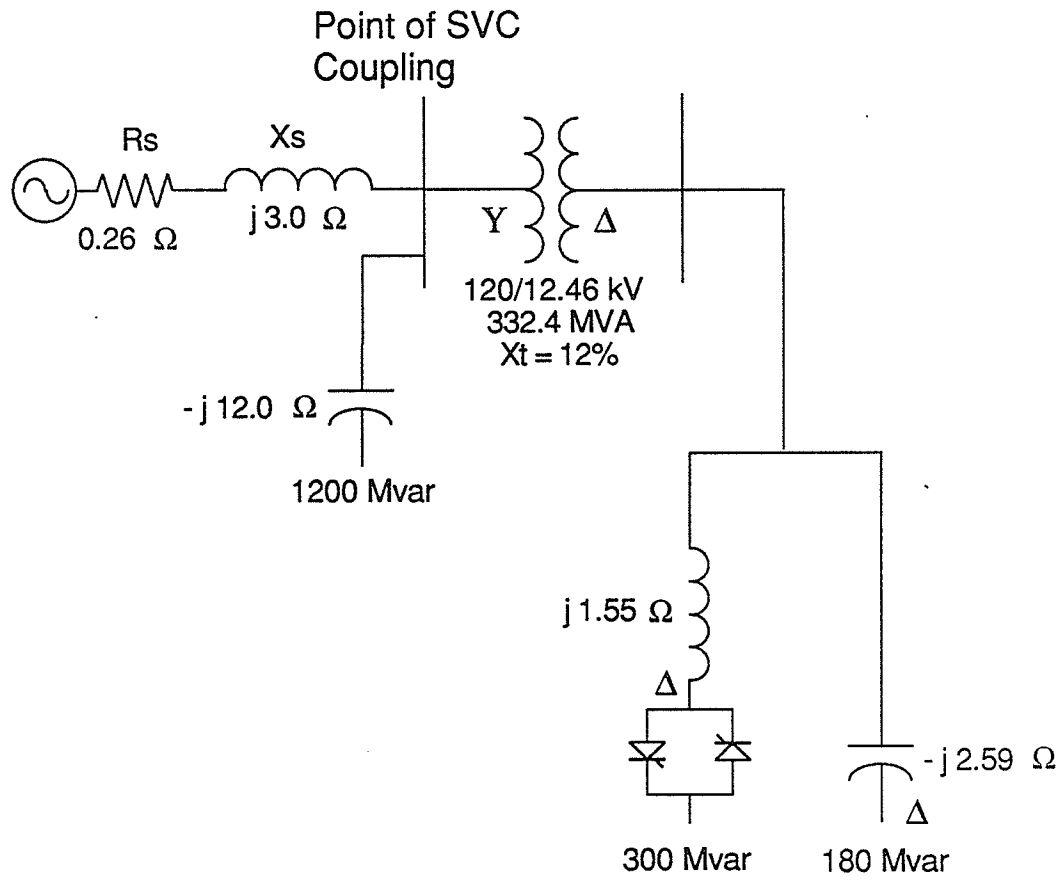 Point of SVC
Coupling
Rs
Xs
0.26 Ω
j 3.0 Ω
Y
Δ
120/12.46 kV
332.4 MVA
Xt = 12%
- j 12.0 Ω
1200 Mvar
j 1.55 Ω
Δ
- j 2.59 Ω
Δ
300 Mvar
180 Mvar